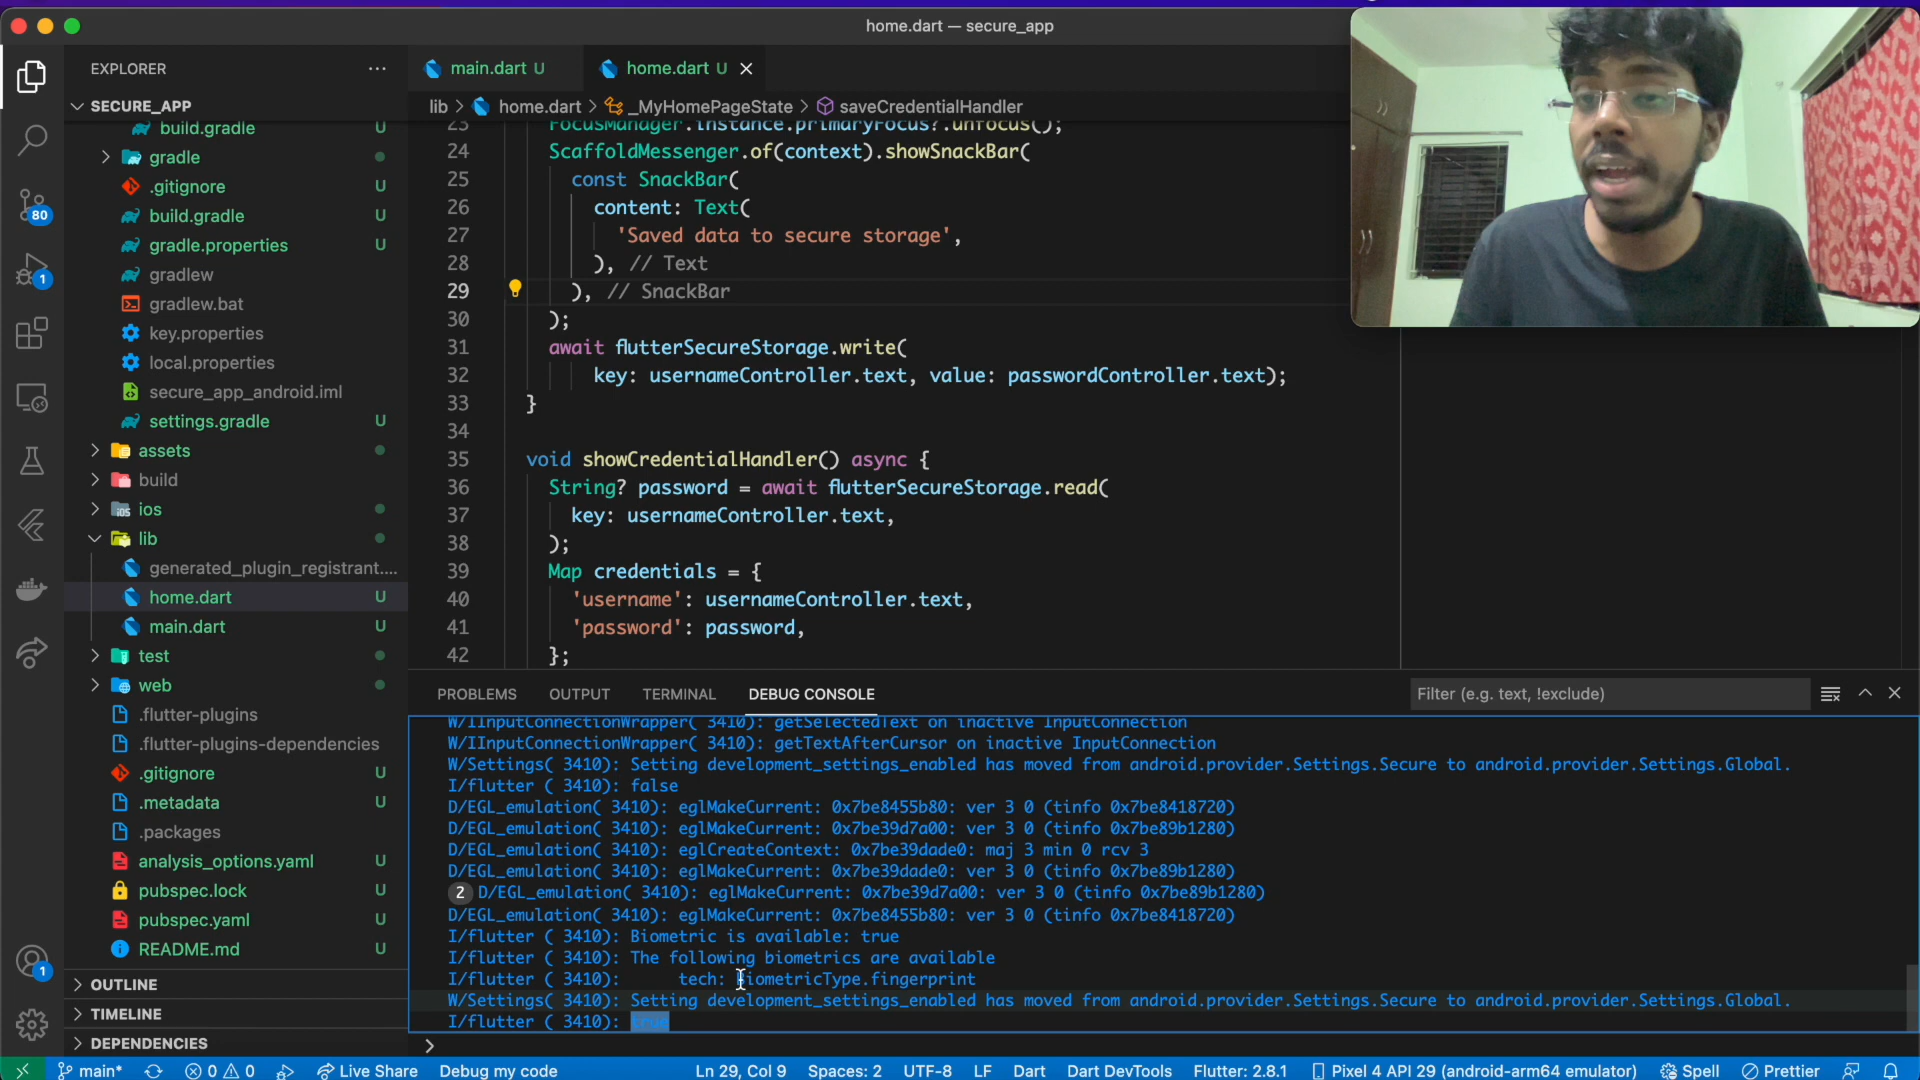 home.dart — secure_app
EXPLORER
SECURE_APP
build.gradle U
gradle
.gitignore U
build.gradle U
gradle.properties U
gradlew
gradlew.bat
key.properties
local.properties
secure_app_android.iml
settings.gradle U
assets
build
ios
lib
generated_plugin_registrant....
home.dart U
main.dart U
test
web
.flutter-plugins
.flutter-plugins-dependencies
.gitignore U
.metadata U
.packages
analysis_options.yaml U
pubspec.lock U
pubspec.yaml U
README.md U
OUTLINE
TIMELINE
DEPENDENCIES
80
1
1
main.dart U home.dart U
lib > home.dart > _MyHomePageState > saveCredentialHandler
23 FocusManager.instance.primaryFocus?.unfocus();
24 ScaffoldMessenger.of(context).showSnackBar(
25 const SnackBar(
26 content: Text(
27 'Saved data to secure storage',
28 ), // Text
29 ), // SnackBar
30 );
31 await flutterSecureStorage.write(
32 key: usernameController.text, value: passwordController.text);
33 }
34
35 void showCredentialHandler() async {
36 String? password = await flutterSecureStorage.read(
37 key: usernameController.text,
38 );
39 Map credentials = {
40 'username': usernameController.text,
41 'password': password,
42 };
PROBLEMS OUTPUT TERMINAL DEBUG CONSOLE Filter (e.g. text, !exclude)
W/IInputConnectionWrapper( 3410): getSelectedText on inactive InputConnection
W/IInputConnectionWrapper( 3410): getTextAfterCursor on inactive InputConnection
W/Settings( 3410): Setting development_settings_enabled has moved from android.provider.Settings.Secure to android.provider.Settings.Global.
I/flutter ( 3410): false
D/EGL_emulation( 3410): eglMakeCurrent: 0x7be8455b80: ver 3 0 (tinfo 0x7be8418720)
D/EGL_emulation( 3410): eglMakeCurrent: 0x7be39d7a00: ver 3 0 (tinfo 0x7be89b1280)
D/EGL_emulation( 3410): eglCreateContext: 0x7be39dade0: maj 3 min 0 rcv 3
D/EGL_emulation( 3410): eglMakeCurrent: 0x7be39dade0: ver 3 0 (tinfo 0x7be89b1280)
2 D/EGL_emulation( 3410): eglMakeCurrent: 0x7be39d7a00: ver 3 0 (tinfo 0x7be89b1280)
D/EGL_emulation( 3410): eglMakeCurrent: 0x7be8455b80: ver 3 0 (tinfo 0x7be8418720)
I/flutter ( 3410): Biometric is available: true
I/flutter ( 3410): The following biometrics are available
I/flutter ( 3410): tech: BiometricType.fingerprint
W/Settings( 3410): Setting development_settings_enabled has moved from android.provider.Settings.Secure to android.provider.Settings.Global.
I/flutter ( 3410):
main* 0 0 Live Share Debug my code Ln 29, Col 9 Spaces: 2 UTF-8 LF Dart Dart DevTools Flutter: 2.8.1 Pixel 4 API 29 (android-arm64 emulator) Spell Prettier